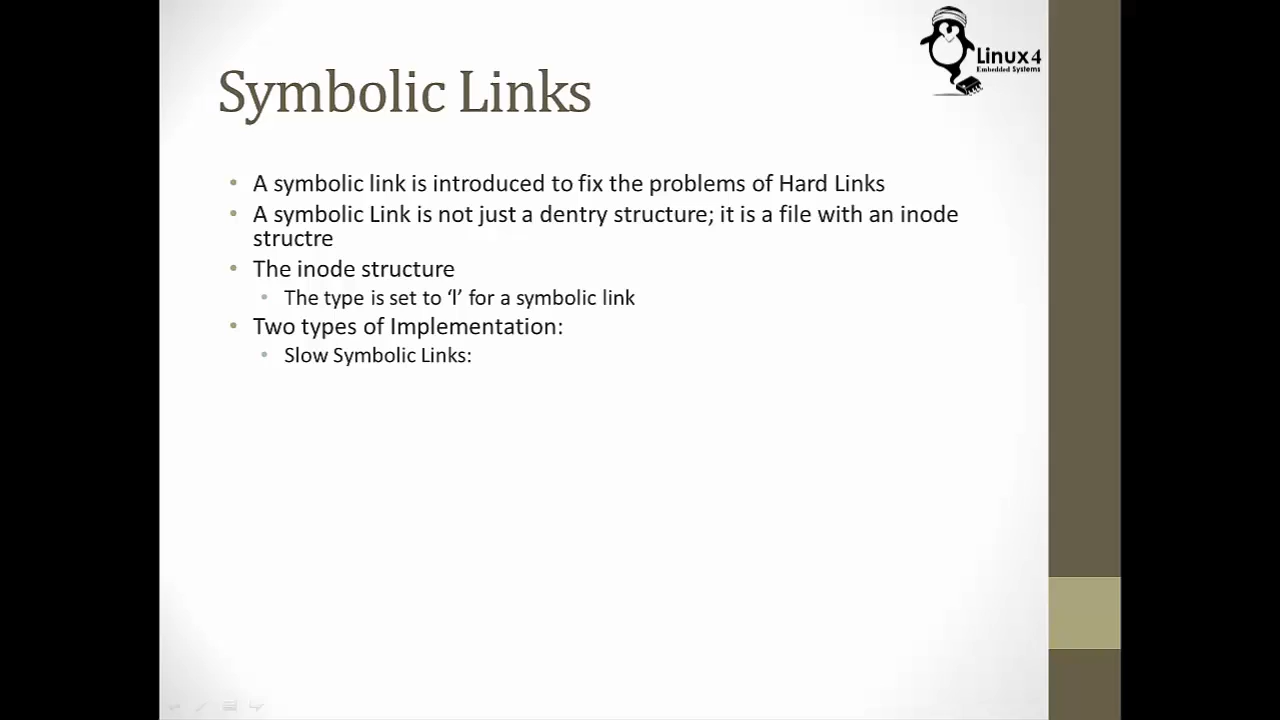 Linux 4
Embedded Systems
Symbolic Links
• A symbolic link is introduced to fix the problems of Hard Links
• A symbolic Link is not just a dentry structure; it is a file with an inode
structre
• The inode structure
• The type is set to ‘l’ for a symbolic link
• Two types of Implementation:
• Slow Symbolic Links: